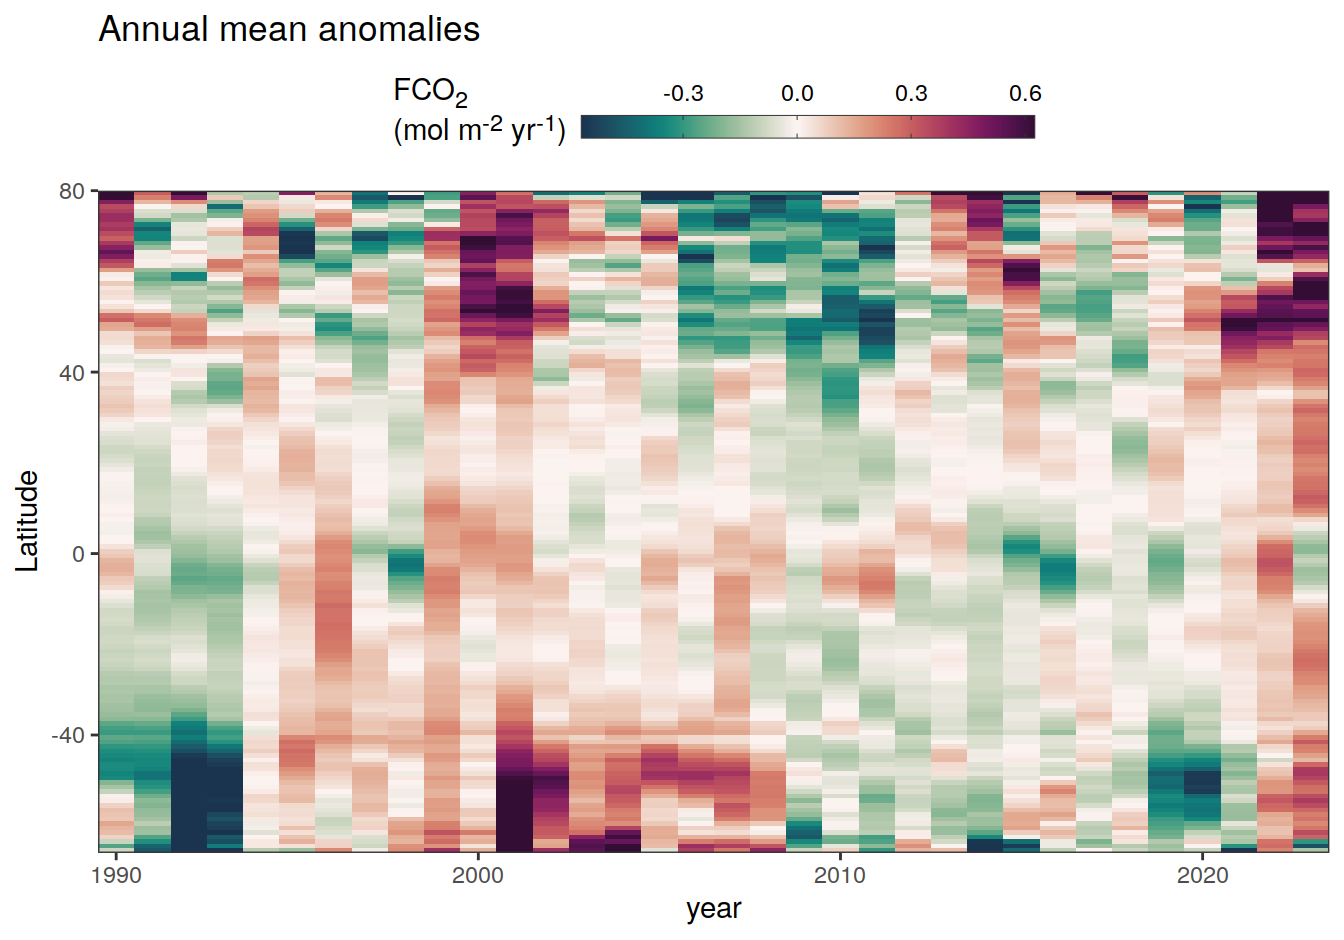 Annual mean anomalies
FCO2
(mol m-2 yr-1)
-0.3 0.0 0.3 0.6
80
40
0
-40
Latitude
1990 2000 2010 2020
year